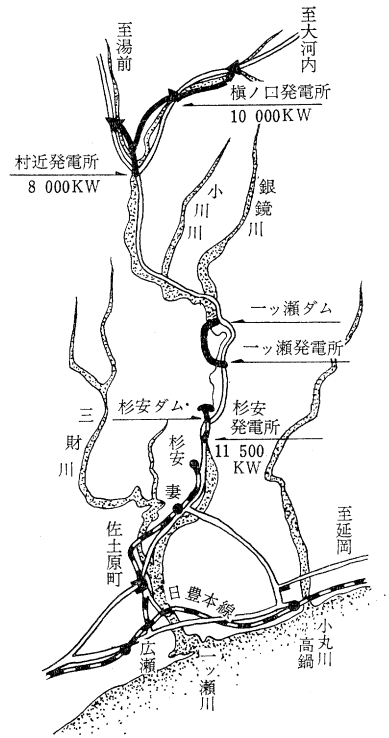 至大河内
至湯前
槇ノ口発電所
10 000KW
村近発電所
8 000KW
小川川
銀鏡川
一ッ瀬ダム
一ッ瀬発電所
杉安ダム
杉安
発電所
11 500
KW
三財川
杉安
妻
佐土原町
至延岡
日豊本線
広瀬
一ッ瀬川
高鍋
小丸川